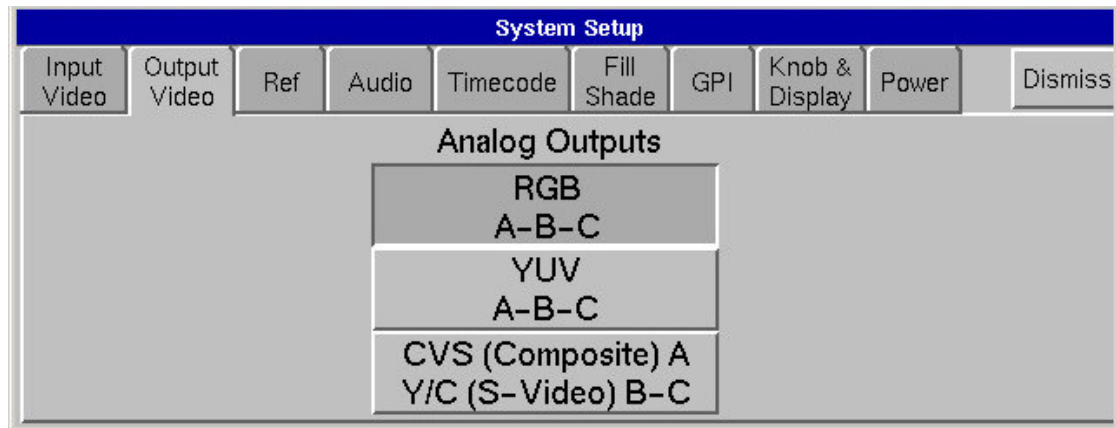 System Setup
Input Video
Output Video
Ref
Audio
Timecode
Fill Shade
GPI
Knob & Display
Power
Dismiss
Analog Outputs
RGB
A-B-C
YUV
A-B-C
CVS (Composite) A
Y/C (S-Video) B-C